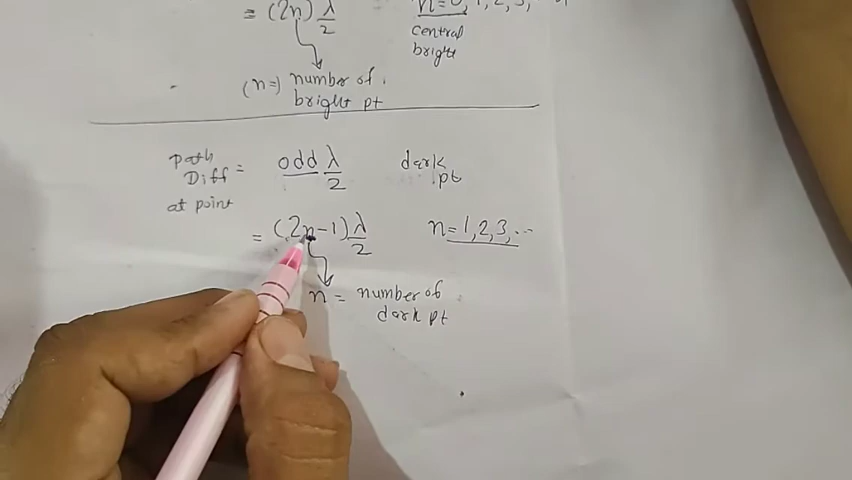 = (2n) λ/2 n = 0, 1, 2, 3,
central
bright
(n=) number of
bright pt
Path
Diff = odd λ/2 dark
pt
at point
= (2n-1) λ/2 n = 1, 2, 3, ...
n = number of
dark pt